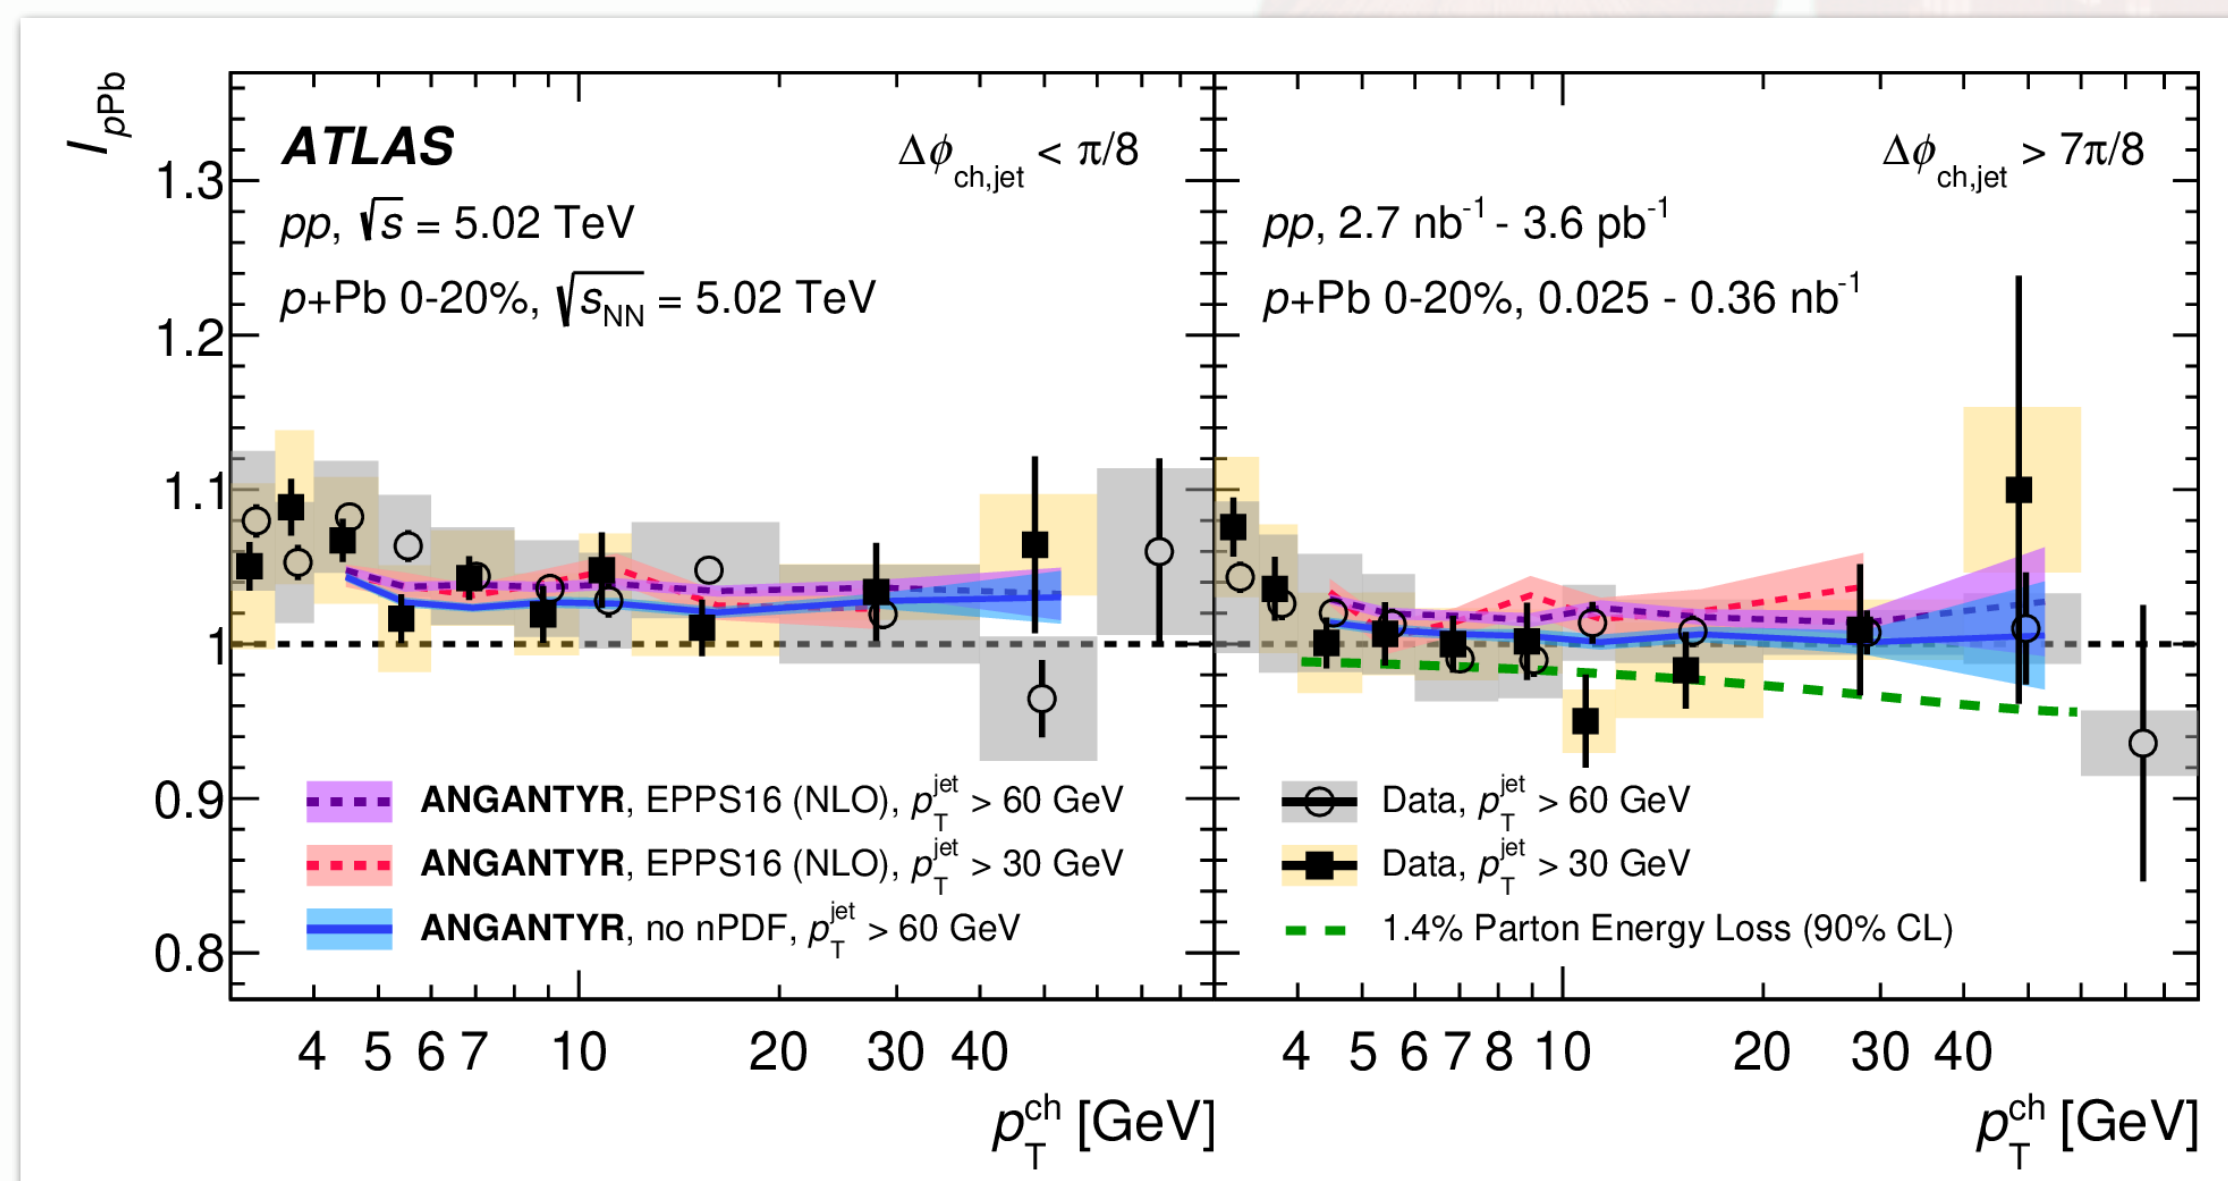 I_pPb
ATLAS
Δϕ_ch,jet < π/8
pp, √s = 5.02 TeV
p+Pb 0-20%, √s_NN = 5.02 TeV
Δϕ_ch,jet > 7π/8
pp, 2.7 nb^-1 - 3.6 pb^-1
p+Pb 0-20%, 0.025 - 0.36 nb^-1
1.3
1.2
1.1
1
0.9
0.8
ANGANTYR, EPPS16 (NLO), p_T^jet > 60 GeV
ANGANTYR, EPPS16 (NLO), p_T^jet > 30 GeV
ANGANTYR, no nPDF, p_T^jet > 60 GeV
Data, p_T^jet > 60 GeV
Data, p_T^jet > 30 GeV
1.4% Parton Energy Loss (90% CL)
4 5 6 7 10 20 30 40
4 5 6 7 8 10 20 30 40
p_T^ch [GeV]
p_T^ch [GeV]